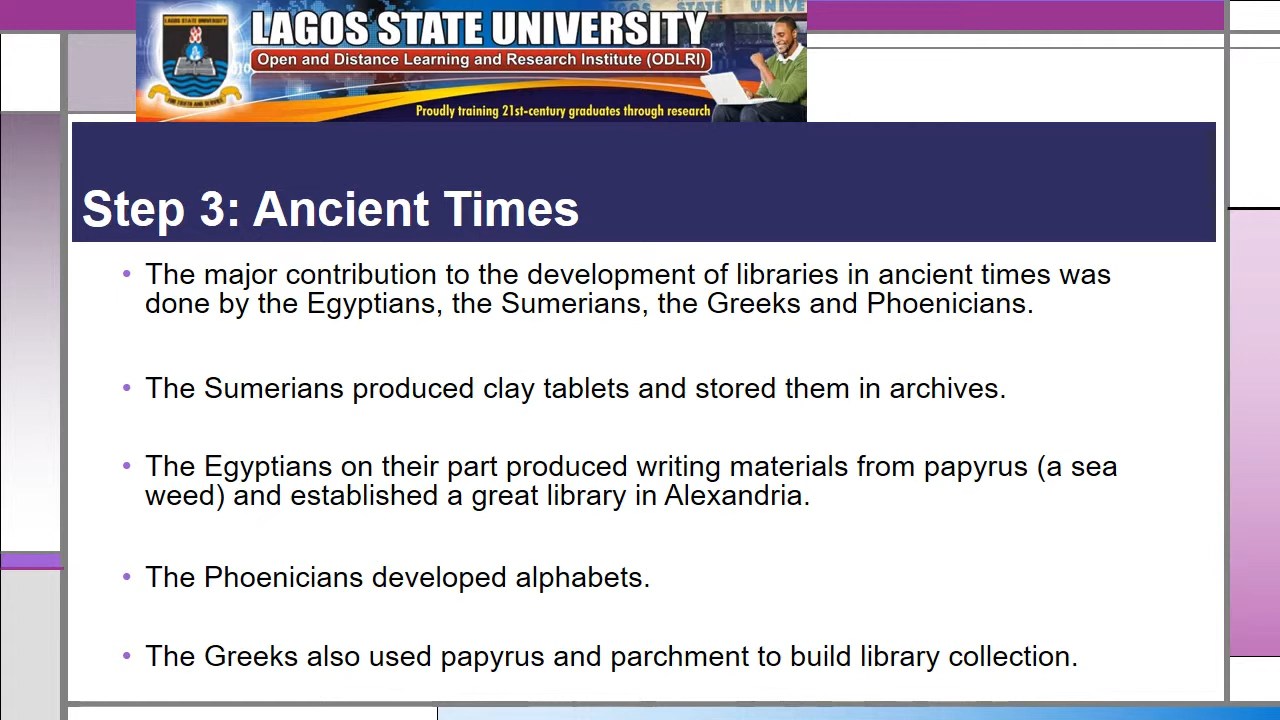 LAGOS STATE UNIVERSITY
Open and Distance Learning and Research Institute (ODLRI)
Proudly training 21st-century graduates through research
Step 3: Ancient Times
• The major contribution to the development of libraries in ancient times was
done by the Egyptians, the Sumerians, the Greeks and Phoenicians.
• The Sumerians produced clay tablets and stored them in archives.
• The Egyptians on their part produced writing materials from papyrus (a sea
weed) and established a great library in Alexandria.
• The Phoenicians developed alphabets.
• The Greeks also used papyrus and parchment to build library collection.